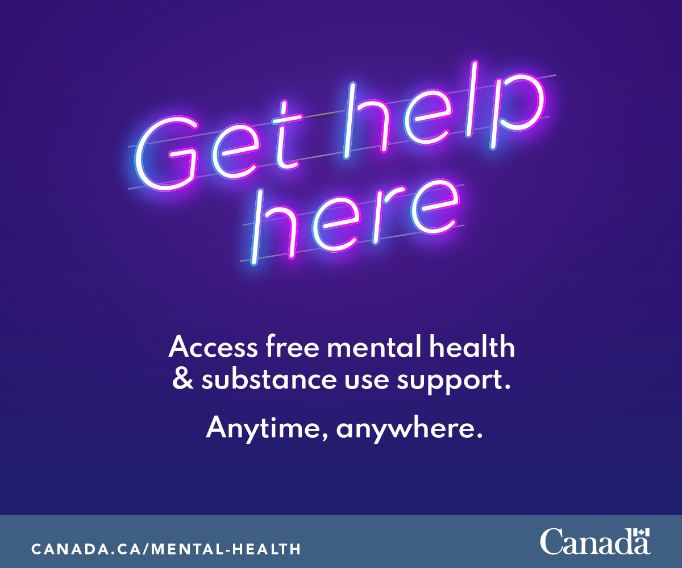 Get help
here
Access free mental health
& substance use support.
Anytime, anywhere.
CANADA.CA/MENTAL-HEALTH
Canada